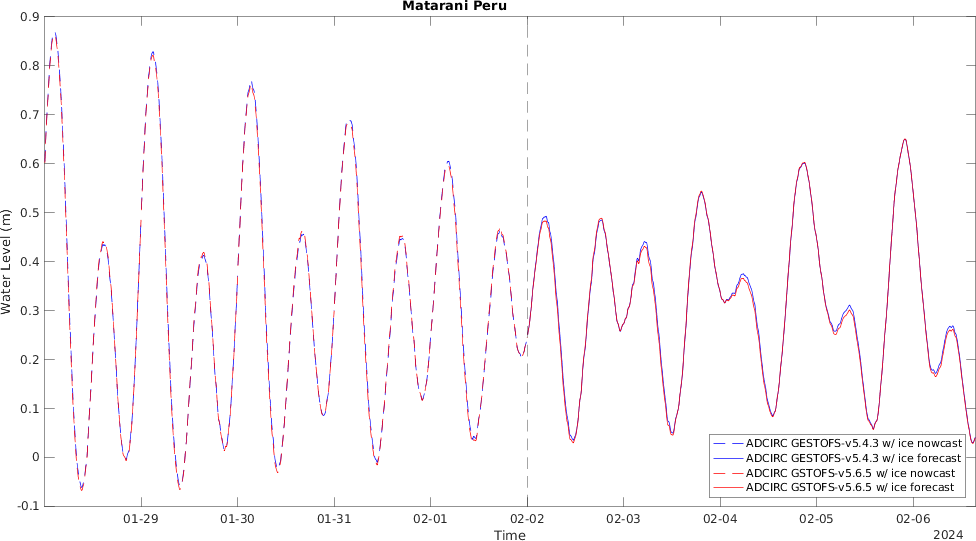 Matarani Peru
0.9
0.8
0.7
0.6
0.5
0.4
0.3
0.2
0.1
0
-0.1
Water Level (m)
01-29 01-30 01-31 02-01 02-02 02-03 02-04 02-05 02-06
Time
2024
ADCIRC GESTOFS-v5.4.3 w/ ice nowcast
ADCIRC GESTOFS-v5.4.3 w/ ice forecast
ADCIRC GSTOFS-v5.6.5 w/ ice nowcast
ADCIRC GSTOFS-v5.6.5 w/ ice forecast